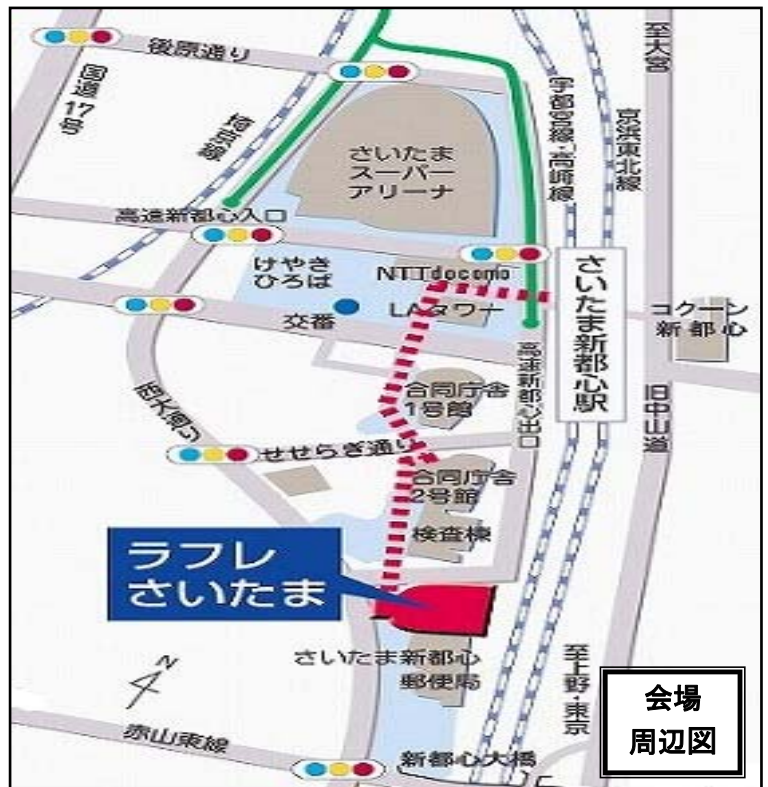 後原通り
国道17号
埼京線
至大宮
宇都宮線・高崎線
京浜東北線
さいたま
スーパー
アリーナ
高速新都心入口
けやき
ひろば
NTTdocomo
LAタワー
交番
さいたま新都心駅
コクーン
新都心
高速新都心出口
旧中山道
合同庁舎
1号館
西大通り
せせらぎ通り
合同庁舎
2号館
検査棟
ラフレ
さいたま
さいたま新都心
郵便局
至上野・東京
N
赤山東線
新都心大橋
会場
周辺図